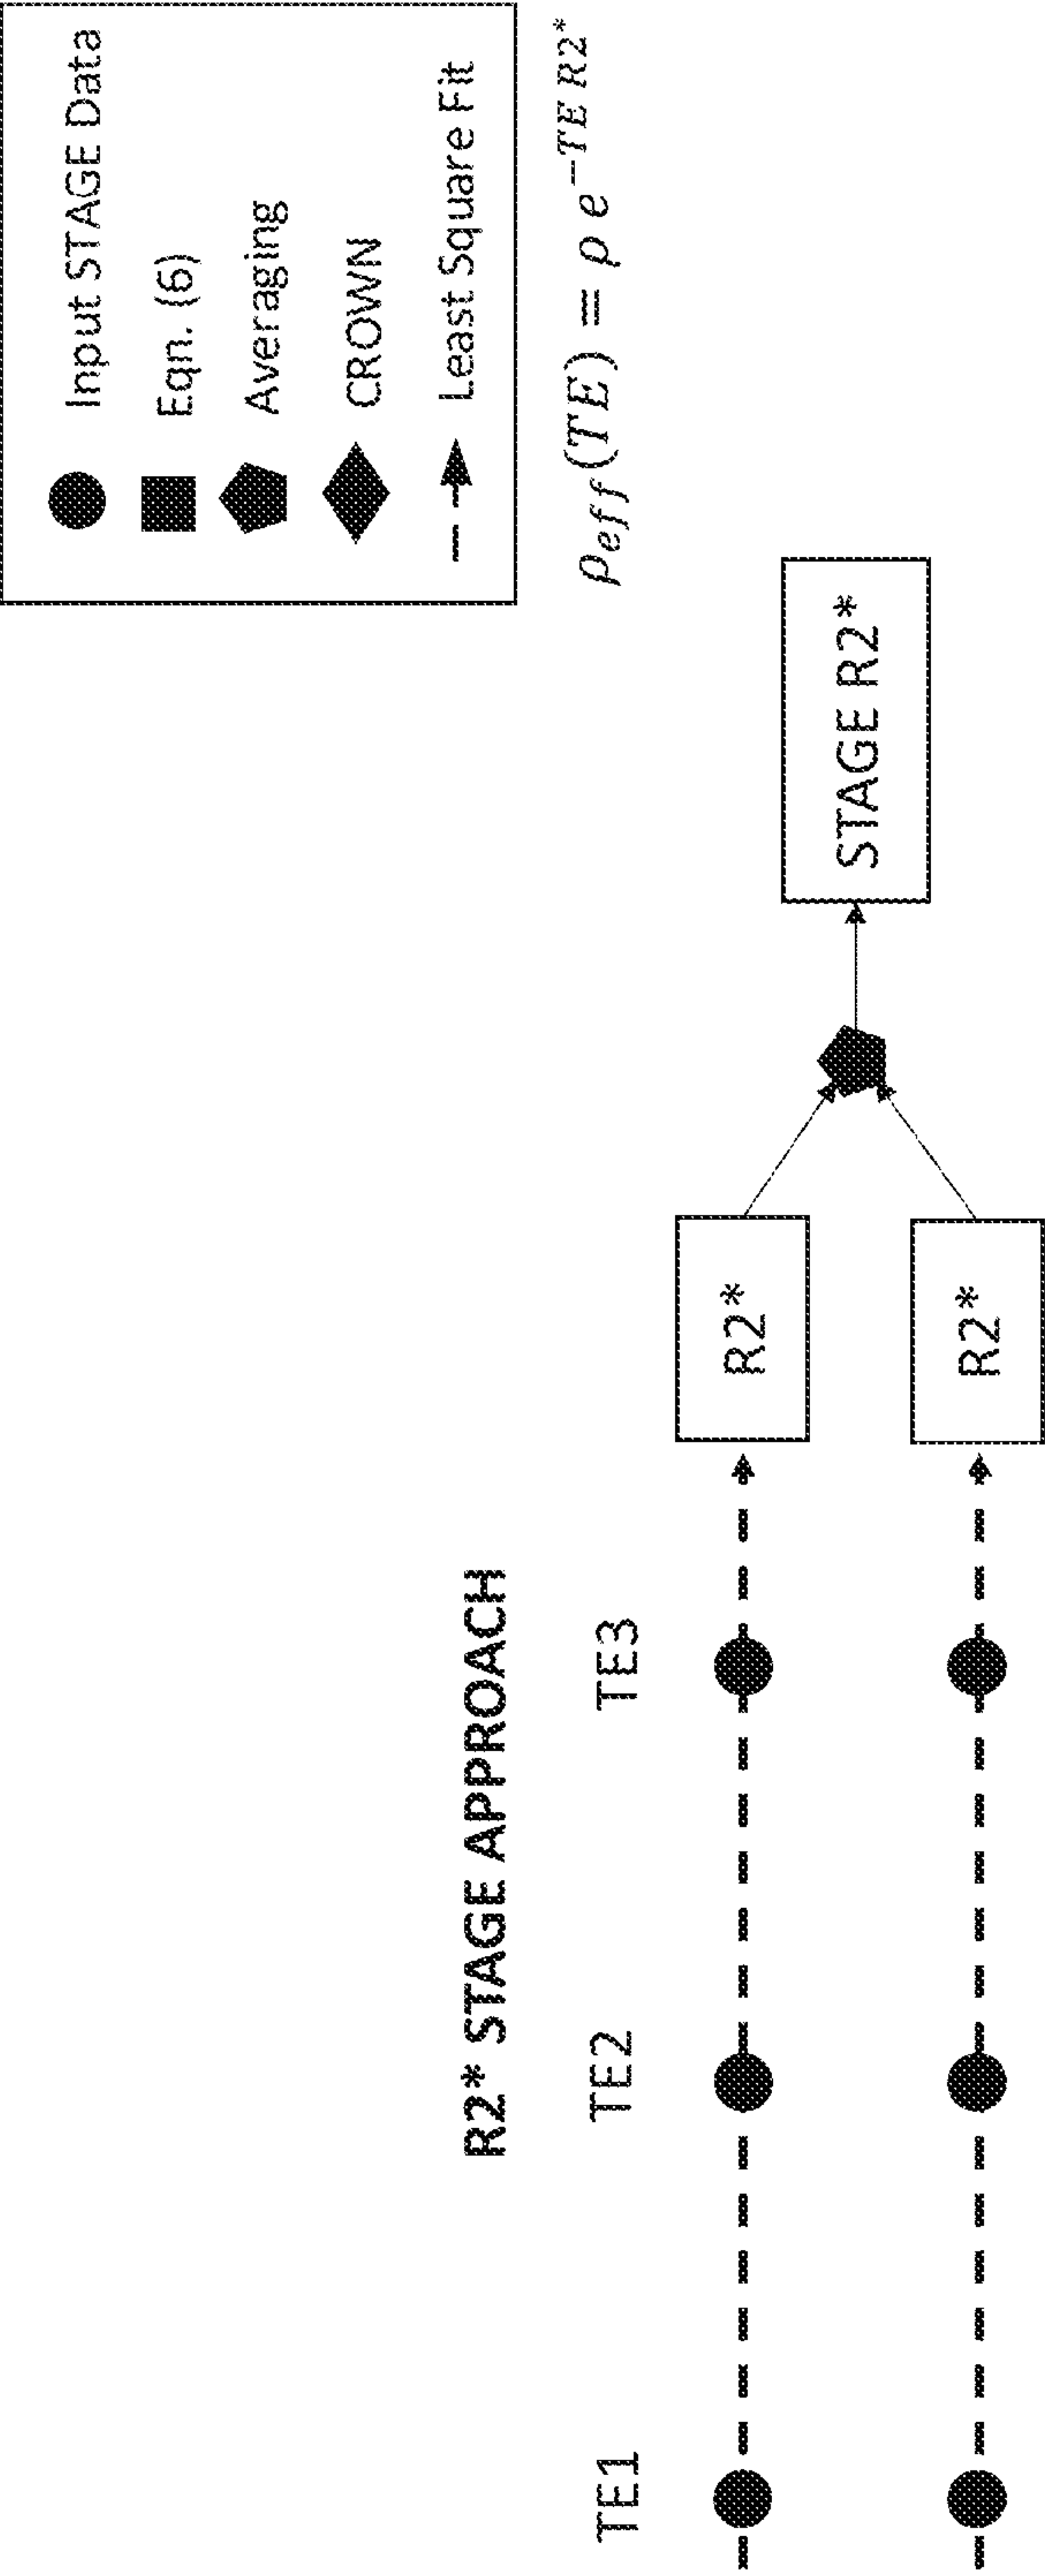 Input STAGE Data
Eqn. (6)
Averaging
CROWN
Least Square Fit
ρeff(TE) = ρ e^−TE R2*
R2* STAGE APPROACH
TE1 TE2 TE3
R2*
R2*
STAGE R2*